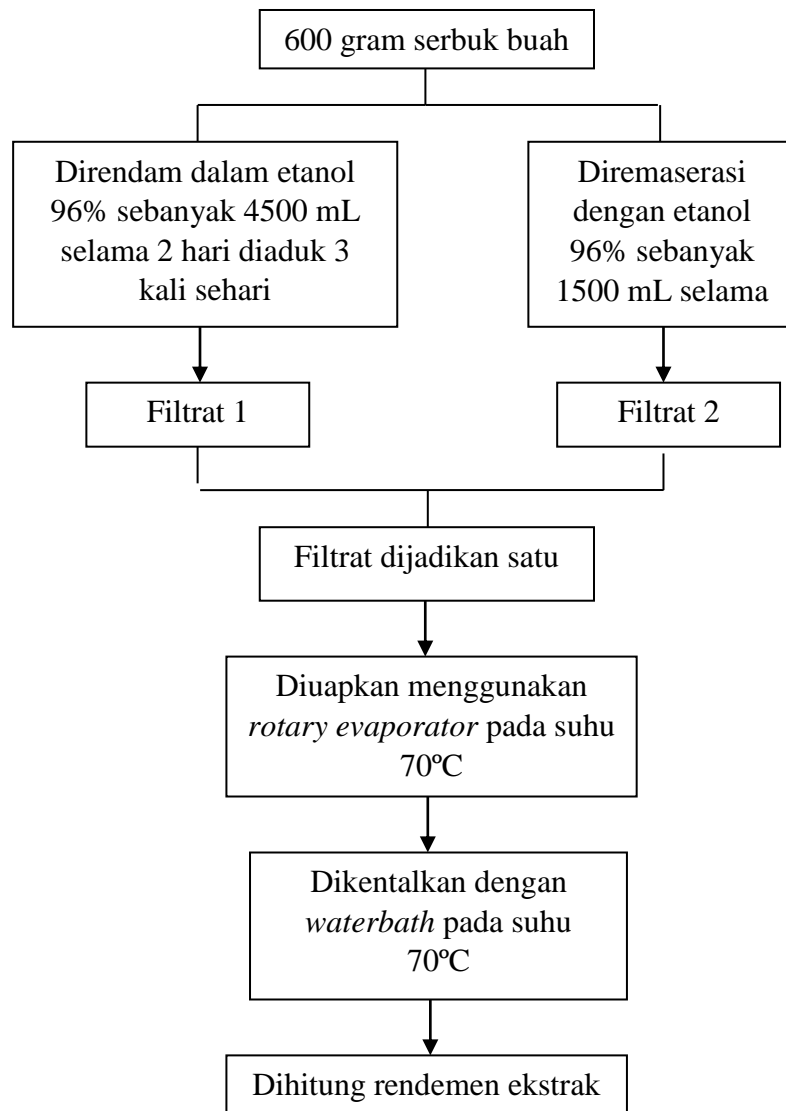 600 gram serbuk buah
Direndam dalam etanol
96% sebanyak 4500 mL
selama 2 hari diaduk 3
kali sehari
Diremaserasi
dengan etanol
96% sebanyak
1500 mL selama
Filtrat 1
Filtrat 2
Filtrat dijadikan satu
Diuapkan menggunakan
rotary evaporator pada suhu
70ºC
Dikentalkan dengan
waterbath pada suhu
70ºC
Dihitung rendemen ekstrak